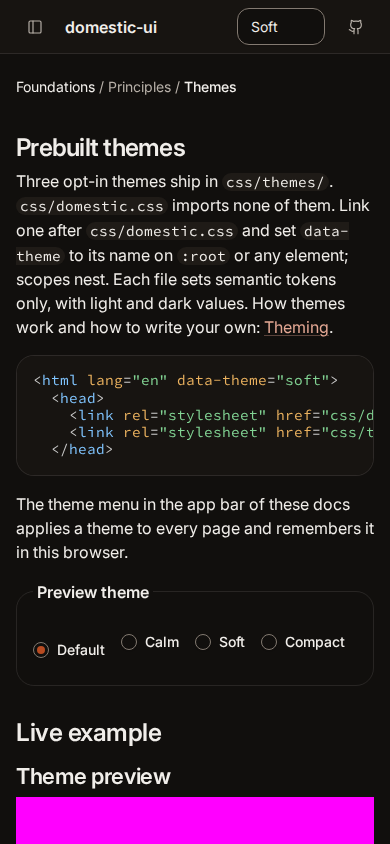 domestic-ui
Soft
Foundations / Principles / Themes
Prebuilt themes
Three opt-in themes ship in css/themes/.
css/domestic.css imports none of them. Link
one after css/domestic.css and set data-
theme to its name on :root or any element;
scopes nest. Each file sets semantic tokens
only, with light and dark values. How themes
work and how to write your own: Theming.
<html lang="en" data-theme="soft">
<head>
<link rel="stylesheet" href="css/d
<link rel="stylesheet" href="css/t
</head>
The theme menu in the app bar of these docs
applies a theme to every page and remembers it
in this browser.
Preview theme
Default Calm Soft Compact
Live example
Theme preview